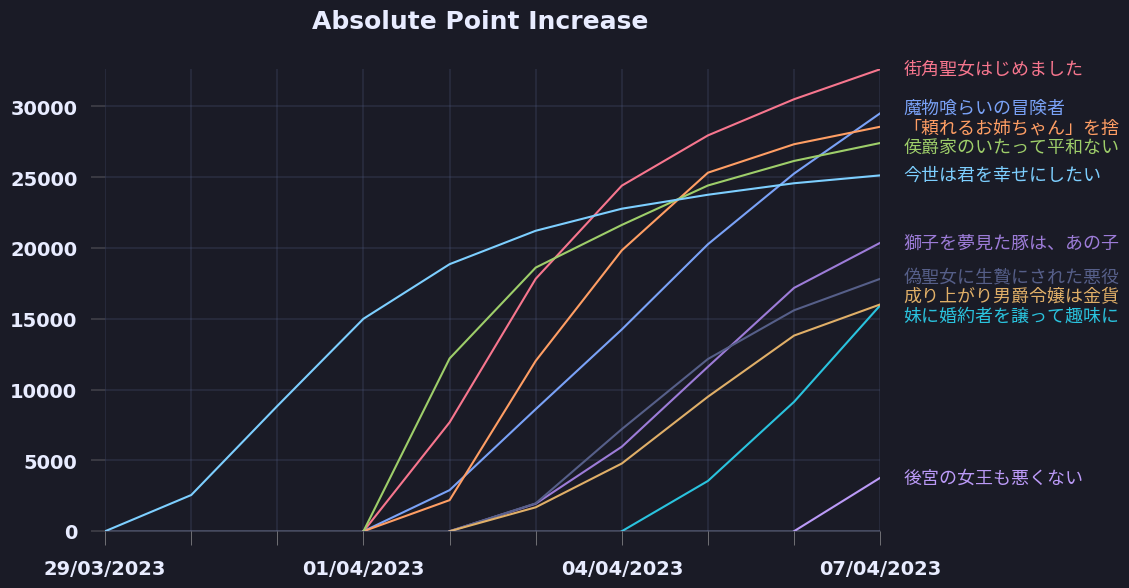 Absolute Point Increase
30000
25000
20000
15000
10000
5000
0
29/03/2023
01/04/2023
04/04/2023
07/04/2023
街角聖女はじめました
魔物喰らいの冒険者
「頼れるお姉ちゃん」を捨
侯爵家のいたって平和ない
今世は君を幸せにしたい
獅子を夢見た豚は、あの子
偽聖女に生贄にされた悪役
成り上がり男爵令嬢は金貨
妹に婚約者を譲って趣味に
後宮の女王も悪くない